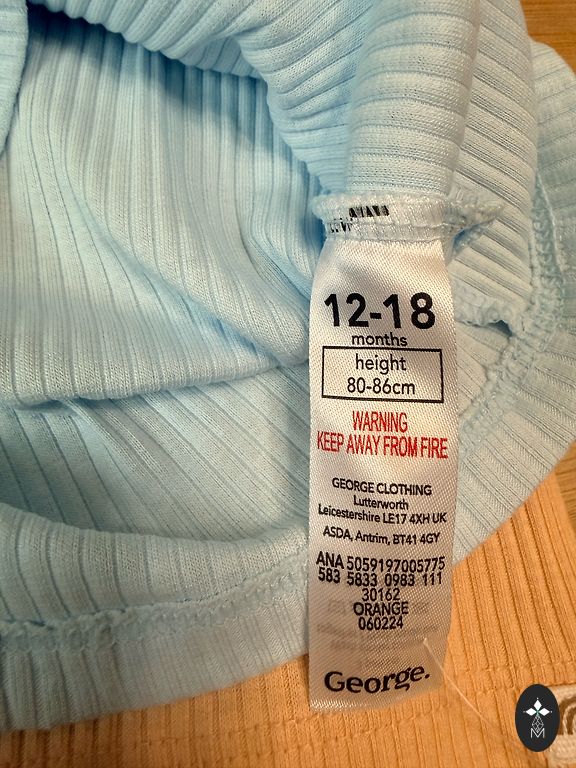 12-18
months
height
80-86cm
WARNING
KEEP AWAY FROM FIRE
GEORGE CLOTHING
Lutterworth
Leicestershire LE17 4XH UK
ASDA, Antrim, BT41 4GY
ANA 5059197005775
583 5833 0983 111
30162
ORANGE
060224
George.
M